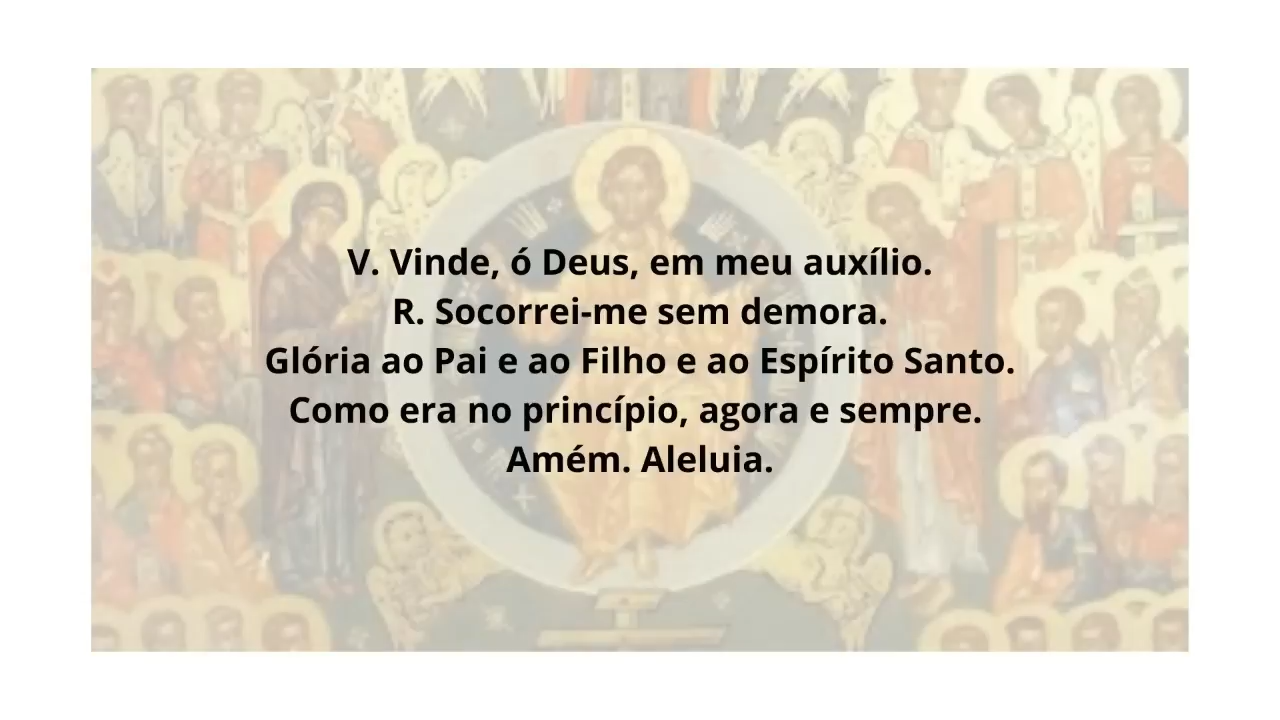 V. Vinde, ó Deus, em meu auxílio.
R. Socorrei-me sem demora.
Glória ao Pai e ao Filho e ao Espírito Santo.
Como era no princípio, agora e sempre.
Amém. Aleluia.